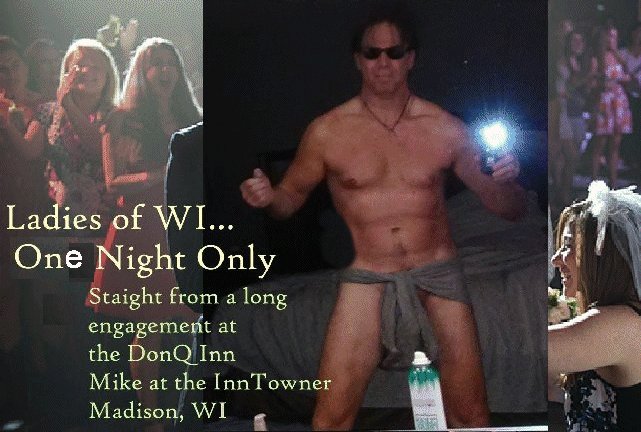 Ladies of WI...
One Night Only
Staight from a long
engagement at
the DonQ Inn
Mike at the InnTowner
Madison, WI